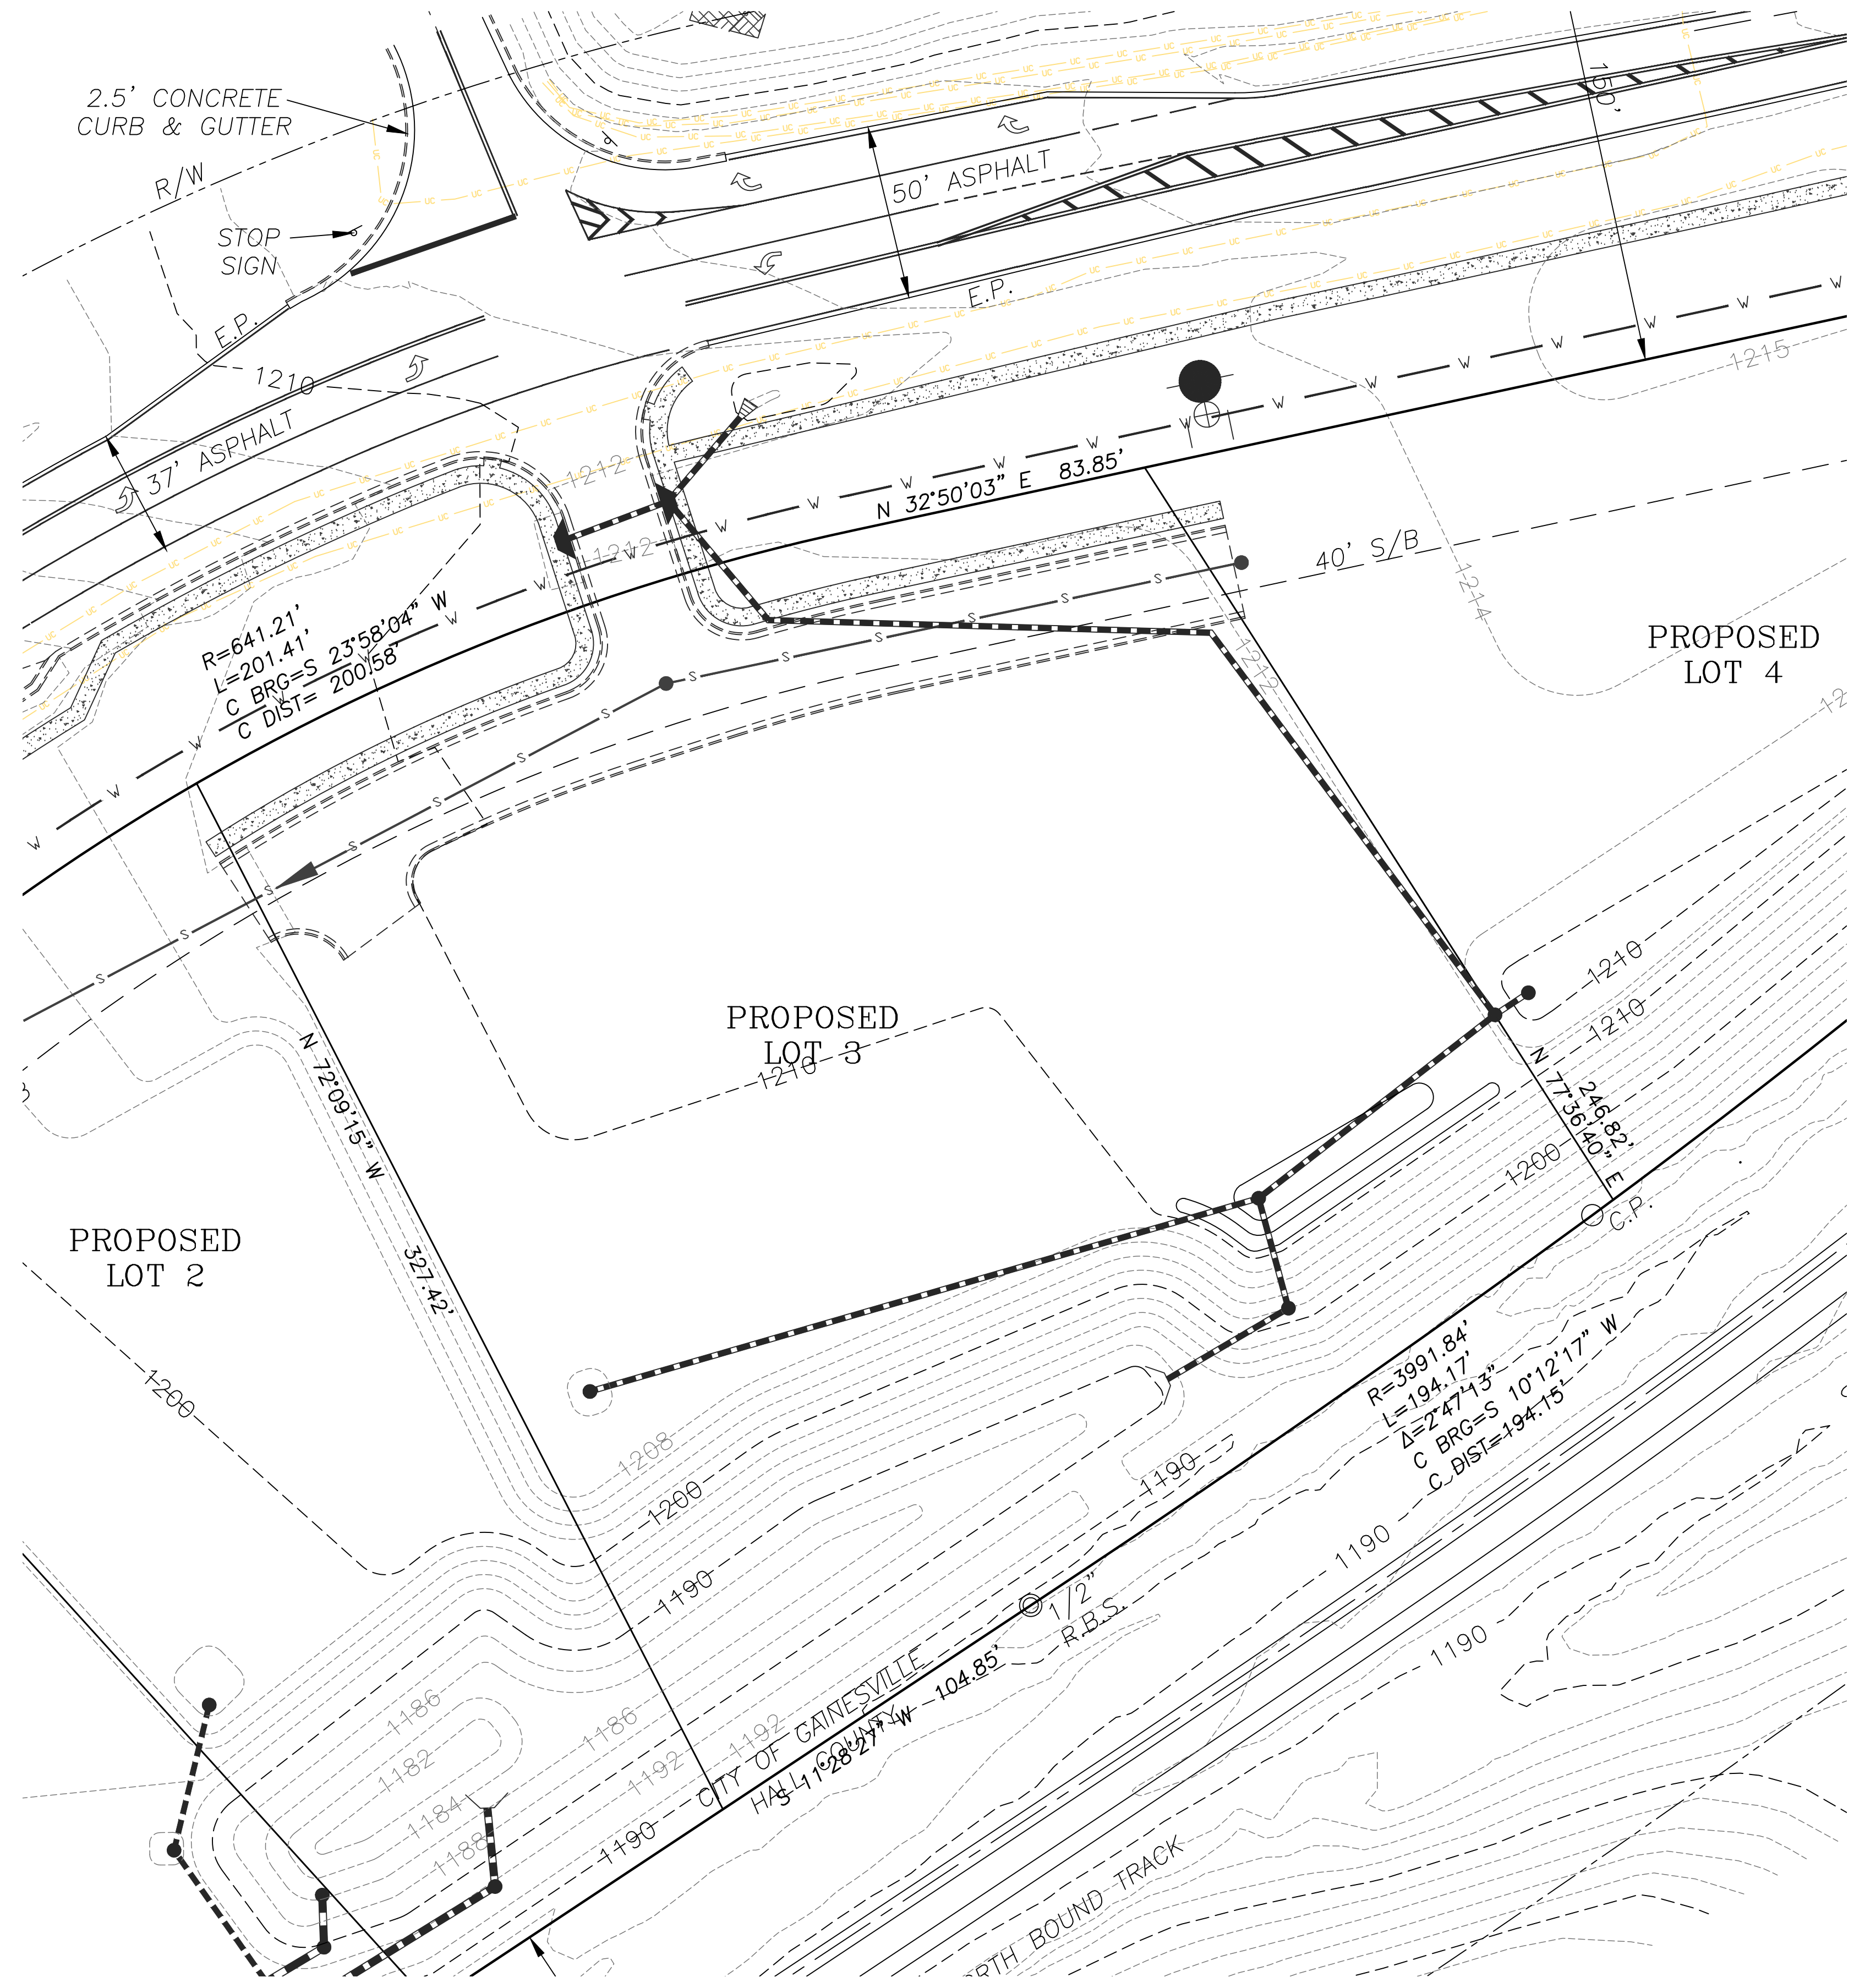 2.5' CONCRETE
CURB & GUTTER
R/W
STOP
SIGN
E.P.
1210
37' ASPHALT
50' ASPHALT
150'
E.P.
1215
1212
1212
N 32°50'03" E 83.85'
40' S/B
1214
1212
R=641.21'
L=201.41'
C BRG=S 23°58'04" W
C DIST= 200.58'
PROPOSED
LOT 4
PROPOSED
LOT 3
1210
1210
1210
N 72°09'15" W
327.42'
N 77°36'40" E
246.82'
1200
C.P.
PROPOSED
LOT 2
1200
R=3991.84'
L=194.17'
Δ=2°47'13"
C BRG=S 10°12'17" W
C DIST=194.15'
1208
1200
1190
1190
1190
1190
1/2"
R.B.S.
CITY OF GAINESVILLE
HALL COUNTY
S 11°28'27" W 104.85'
1186
1182
1184
1188
1186
1192
1192
1190
BOUND TRACK
UC
W
S